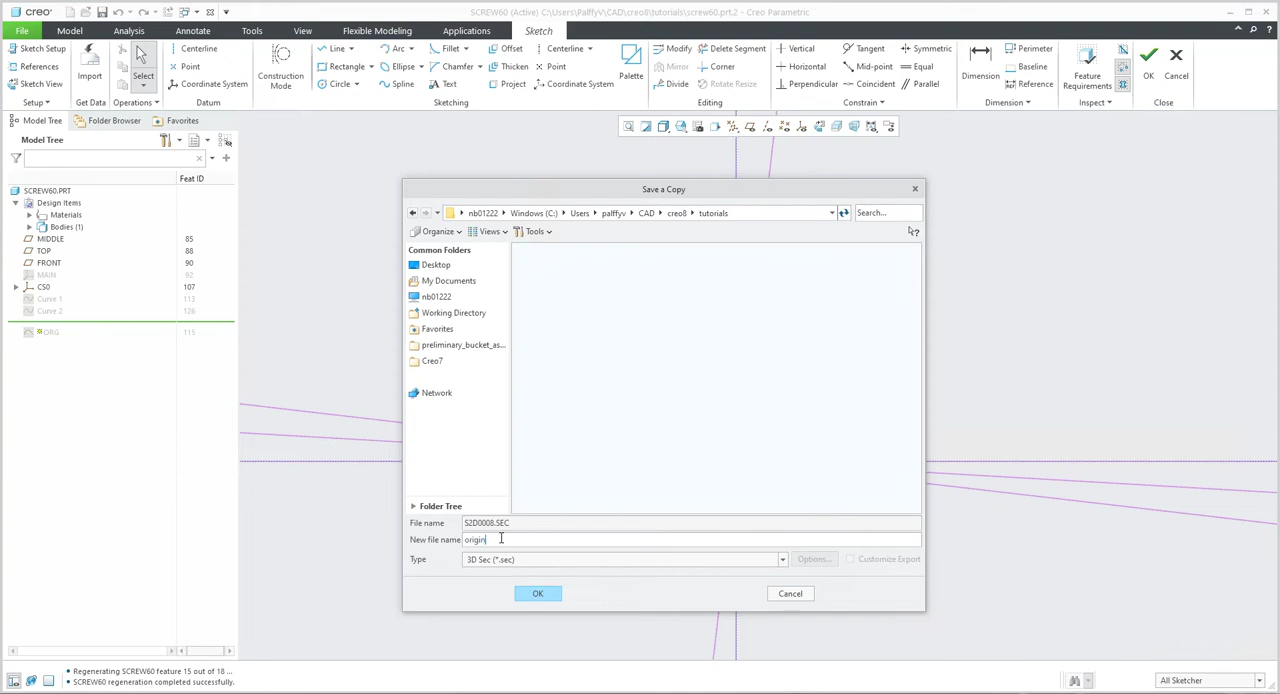 creo
SCREW60 (Active) C:\Users\PalffyV\CAD\creo8\tutorials\screw60.prt.2 - Creo Parametric
File Model Analysis Annotate Tools View Flexible Modeling Applications Sketch
Sketch Setup
References
Sketch View
Setup
Import
Get Data
Select
Operations
Centerline
Point
Coordinate System
Datum
Construction Mode
Line Arc Fillet Offset Centerline
Rectangle Ellipse Chamfer Thicken Point
Circle Spline Text Project Coordinate System
Palette
Sketching
Modify Delete Segment
Mirror Corner
Divide Rotate Resize
Editing
Vertical Tangent Symmetric
Horizontal Mid-point Equal
Perpendicular Coincident Parallel
Constrain
Dimension
Perimeter
Baseline
Reference
Dimension
Feature Requirements
Inspect
OK Cancel
Close
Model Tree Folder Browser Favorites
Model Tree
Feat ID
SCREW60.PRT
Design Items
Materials
Bodies (1)
MIDDLE 85
TOP 88
FRONT 90
MAIN 92
CS0 107
Curve 1 113
Curve 2 126
ORG 115
Save a Copy
nb01222 Windows (C:) Users palffyv CAD creo8 tutorials
Search...
Organize Views Tools
Common Folders
Desktop
My Documents
nb01222
Working Directory
Favorites
preliminary_bucket_as...
Creo7
Network
Folder Tree
File name S2D0008.SEC
New file name origin
Type 3D Sec (*.sec) Options... Customize Export
OK Cancel
• Regenerating SCREW60 feature 15 out of 18 ...
• SCREW60 regeneration completed successfully.
All Sketcher